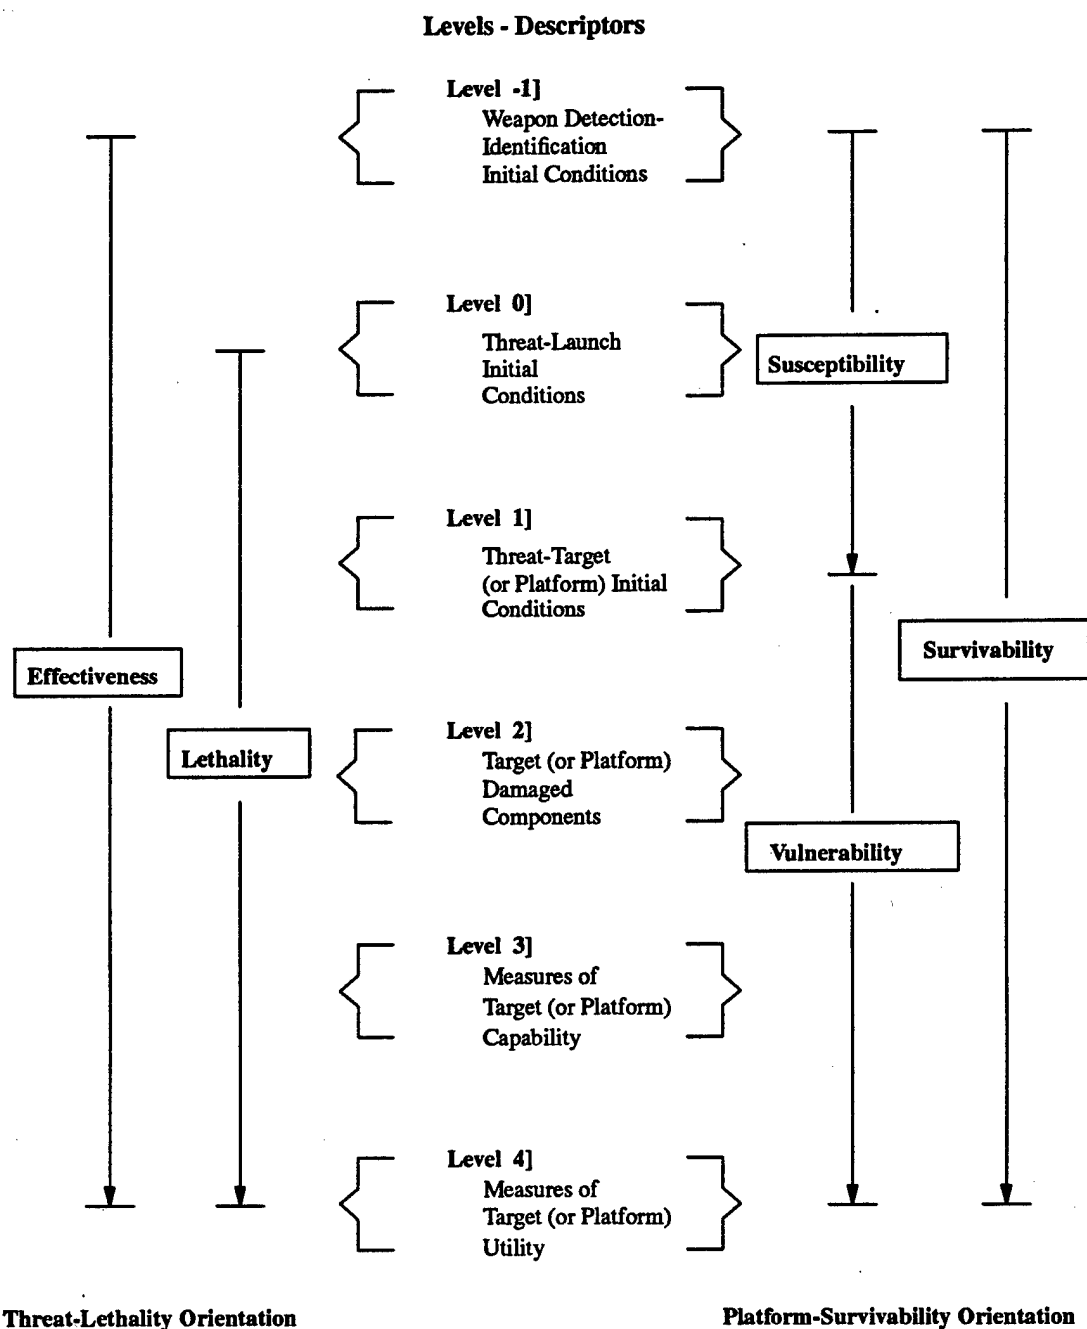 Levels - Descriptors
Level -1]
Weapon Detection-
Identification
Initial Conditions
Level 0]
Threat-Launch
Initial
Conditions
Susceptibility
Level 1]
Threat-Target
(or Platform) Initial
Conditions
Survivability
Effectiveness
Level 2]
Target (or Platform)
Damaged
Components
Lethality
Vulnerability
Level 3]
Measures of
Target (or Platform)
Capability
Level 4]
Measures of
Target (or Platform)
Utility
Threat-Lethality Orientation
Platform-Survivability Orientation